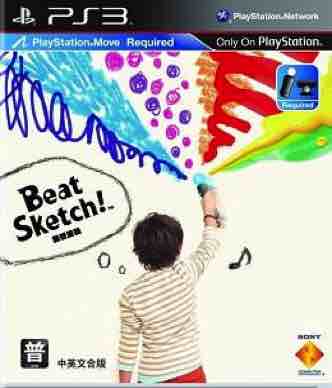 PS3
PlayStation®Network
PlayStation®Move Required
Only On PlayStation®
Required
Beat
Sketch!™
普
中英文合版
SONY